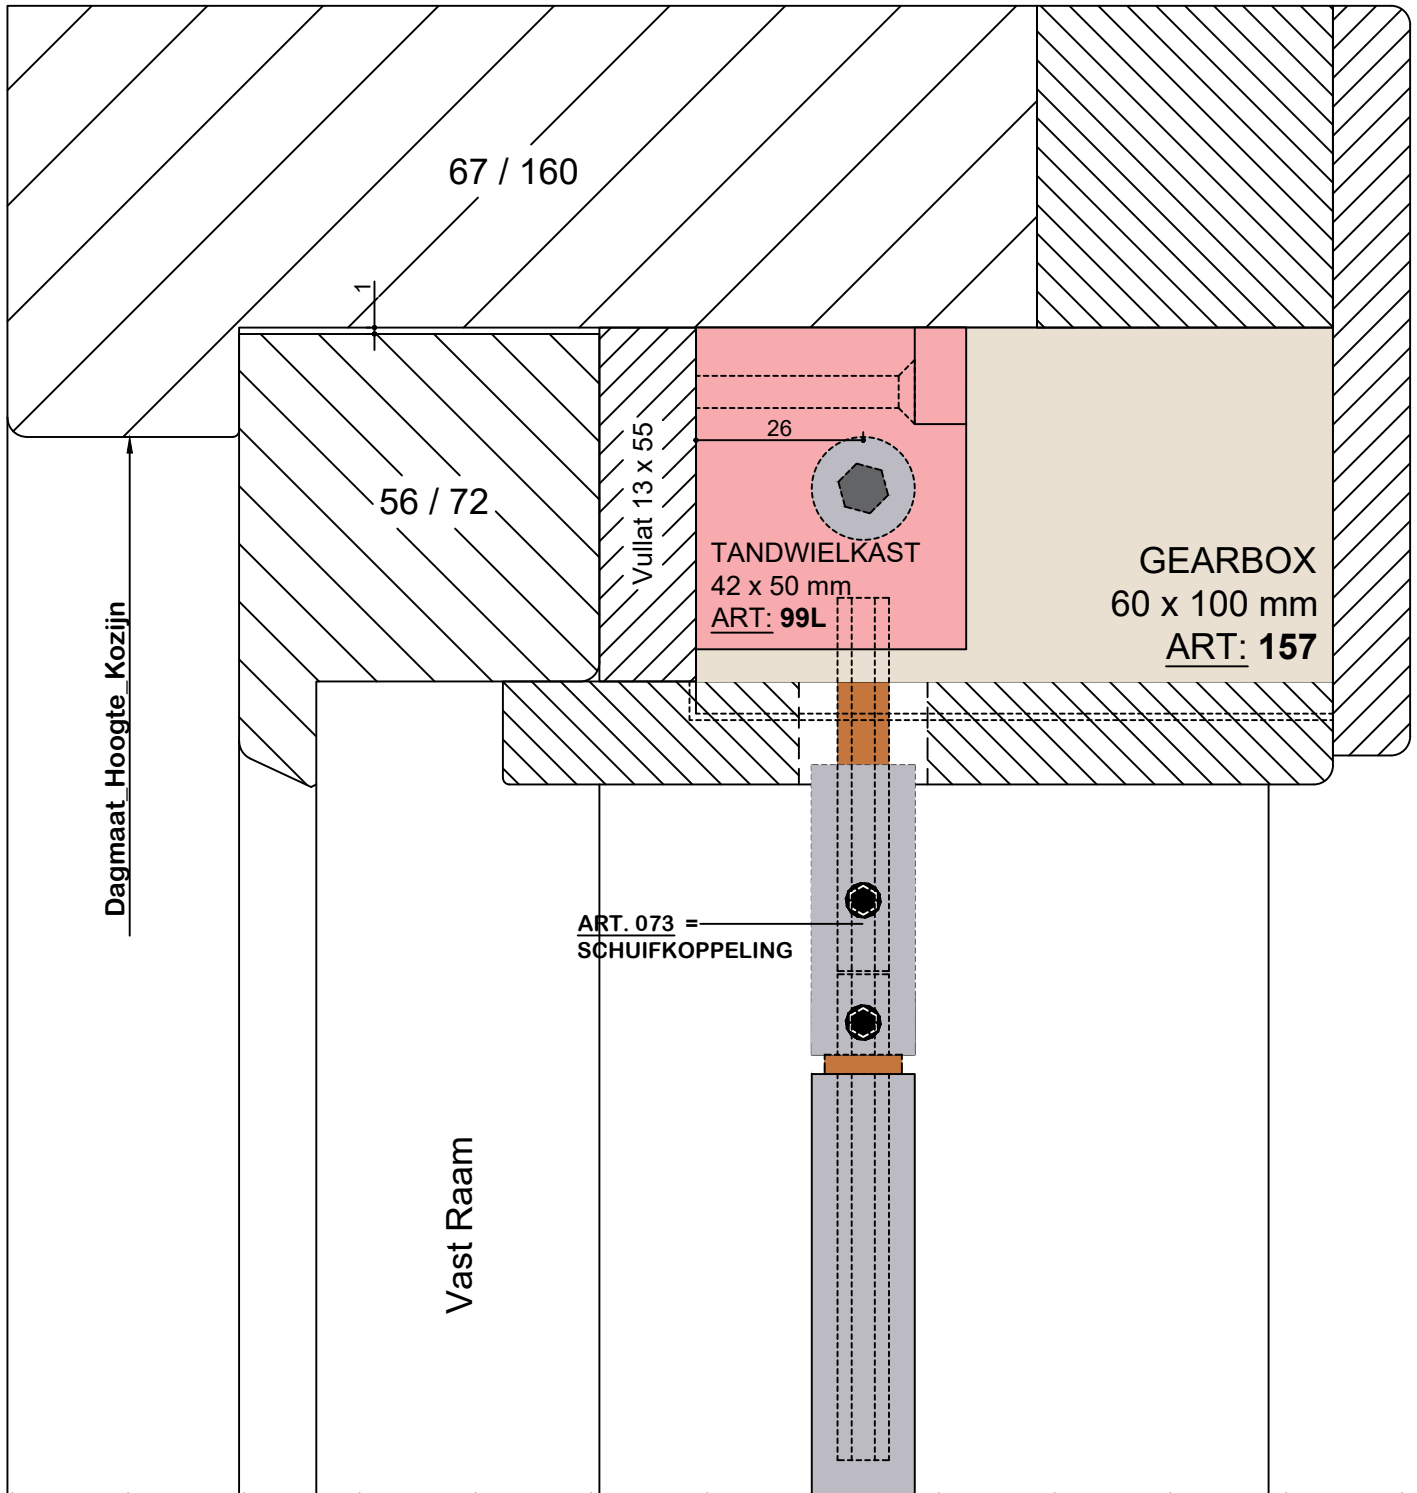 67 / 160
1
56 / 72
Vullat 13 x 55
26
TANDWIELKAST
42 x 50 mm
ART: 99L
GEARBOX
60 x 100 mm
ART: 157
Dagmaat_Hoogte_Kozijn
ART. 073 =
SCHUIFKOPPELING
Vast Raam